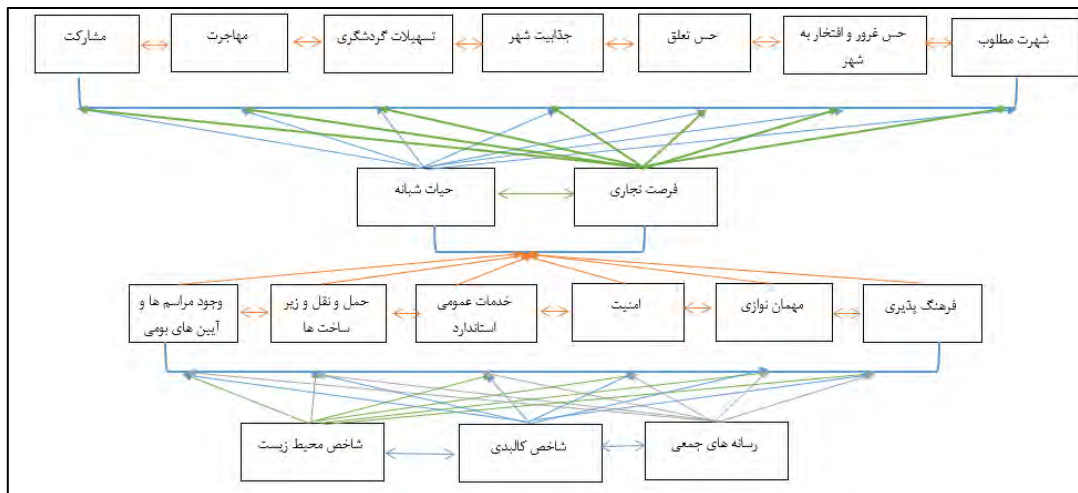 شهرت مطلوب
حس غرور و افتخار به
شهر
حس تعلق
جذابیت شهر
تسهیلات گردشگری
مهاجرت
مشارکت
فرصت تجاری
حیات شبانه
فرهنگ پذیری
مهمان نوازی
امنیت
خدمات عمومی
استاندارد
حمل و نقل و زیر
ساخت ها
وجود مراسم ها و
آیین های بومی
رسانه های جمعی
شاخص کالبدی
شاخص محیط زیست